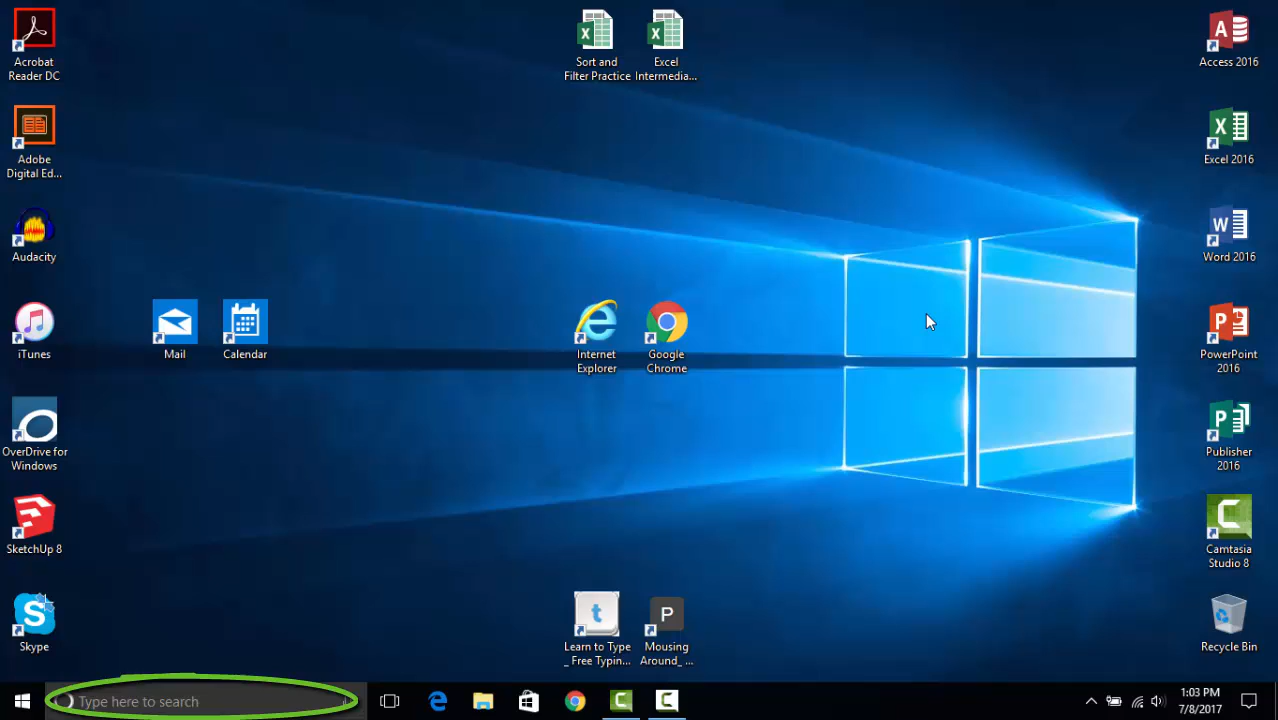 Acrobat
Reader DC
Sort and
Filter Practice
Excel
Intermedia...
Access 2016
Adobe
Digital Ed...
Excel 2016
Audacity
Word 2016
iTunes
Mail
Calendar
Internet
Explorer
Google
Chrome
PowerPoint
2016
OverDrive for
Windows
Publisher
2016
SketchUp 8
Camtasia
Studio 8
Skype
Learn to Type
_ Free Typin...
Mousing
Around_ ...
Recycle Bin
Type here to search
1:03 PM
7/8/2017